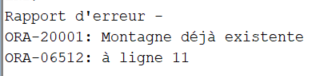 Rapport d'erreur -
ORA-20001: Montagne déjà existente
ORA-06512: à ligne 11